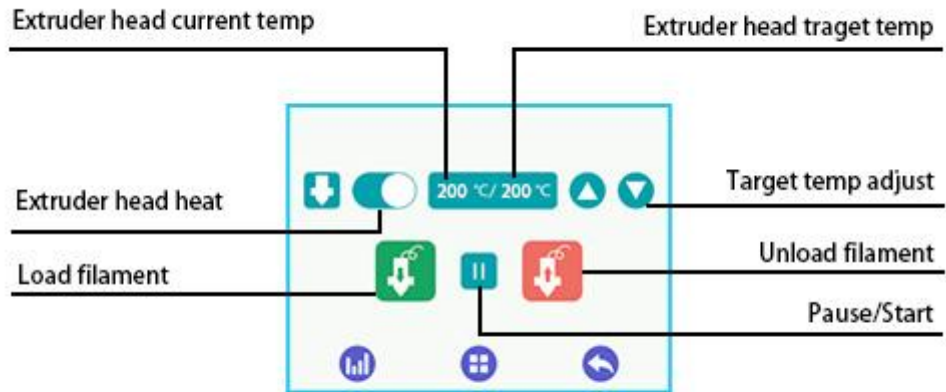 Extruder head current temp
Extruder head traget temp
200 °C/ 200 °C
Extruder head heat
Target temp adjust
Load filament
Unload filament
Pause/Start